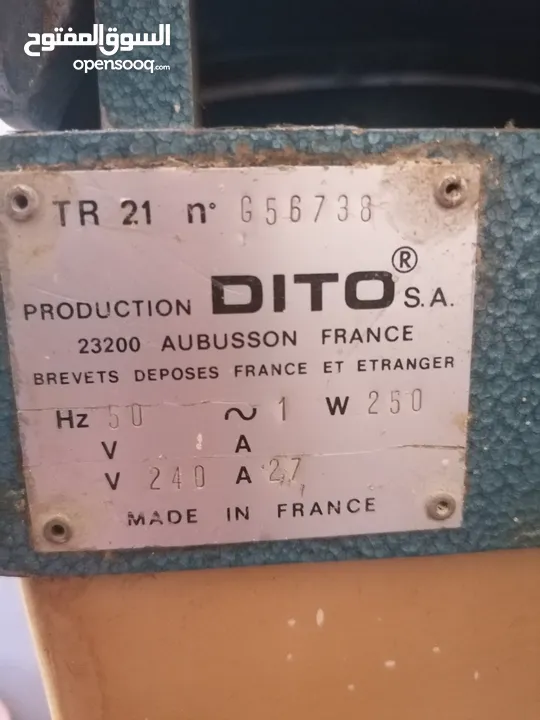 السوق المفتوح
opensooq.com
TR 21 n° G56738
PRODUCTION DITO® S.A.
23200 AUBUSSON FRANCE
BREVETS DEPOSES FRANCE ET ETRANGER
Hz 50 ~ 1 W 250
V A
V 240 A 2,7
MADE IN FRANCE